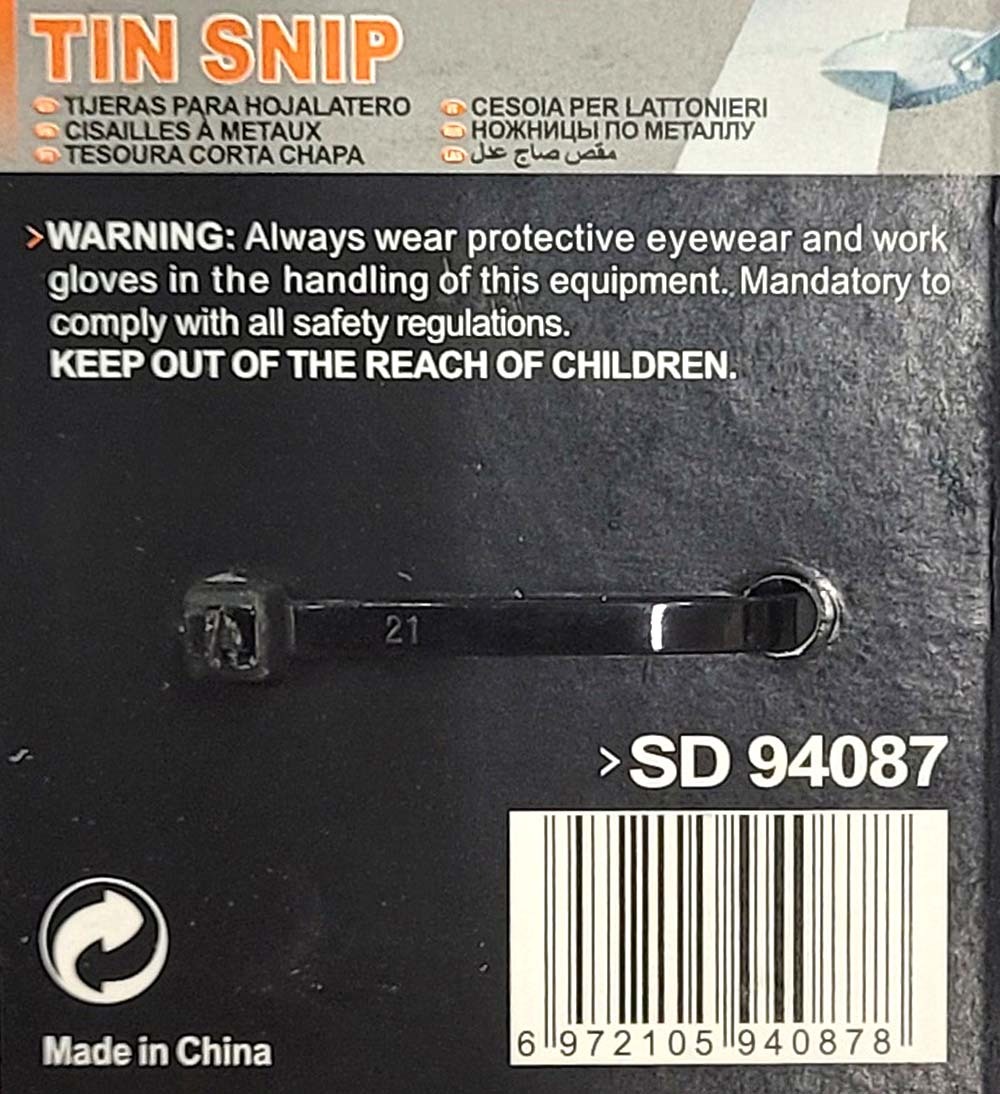 TIN SNIP
TIJERAS PARA HOJALATERO
CISAILLES À METAUX
TESOURA CORTA CHAPA
CESOIA PER LATTONIERI
НОЖНИЦЫ ПО МЕТАЛЛУ
مقص صاج عدل
>WARNING: Always wear protective eyewear and work
gloves in the handling of this equipment. Mandatory to
comply with all safety regulations.
KEEP OUT OF THE REACH OF CHILDREN.
21
>SD 94087
6 972105 940878
Made in China